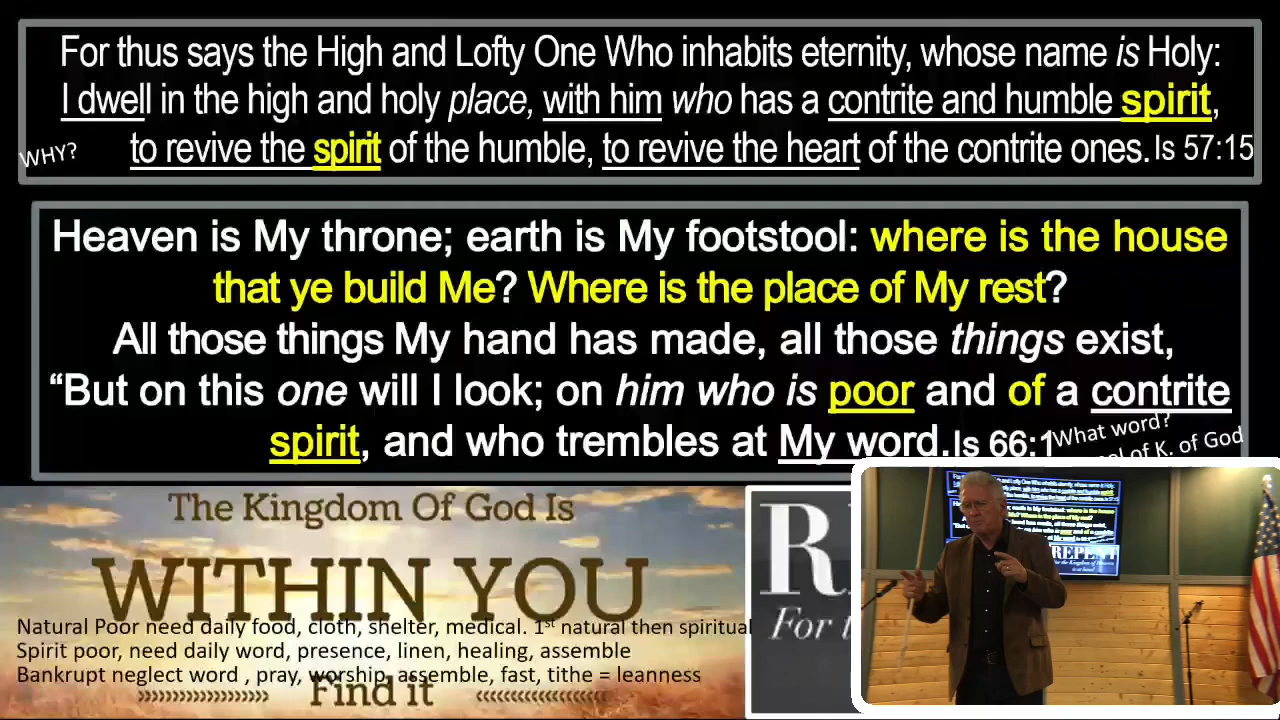 For thus says the High and Lofty One Who inhabits eternity, whose name is Holy:
I dwell in the high and holy place, with him who has a contrite and humble spirit,
WHY? to revive the spirit of the humble, to revive the heart of the contrite ones. Is 57:15
Heaven is My throne; earth is My footstool: where is the house
that ye build Me? Where is the place of My rest?
All those things My hand has made, all those things exist,
“But on this one will I look; on him who is poor and of a contrite
spirit, and who trembles at My word. Is 66:1
What word?
of K. of God
The Kingdom Of God Is
WITHIN YOU
Natural Poor need daily food, cloth, shelter, medical. 1st natural then spiritual
Spirit poor, need daily word, presence, linen, healing, assemble
Bankrupt neglect word , pray, worship, assemble, fast, tithe = leanness
»»»»»»»»»» Find it ««««««««««
For t
REPENT